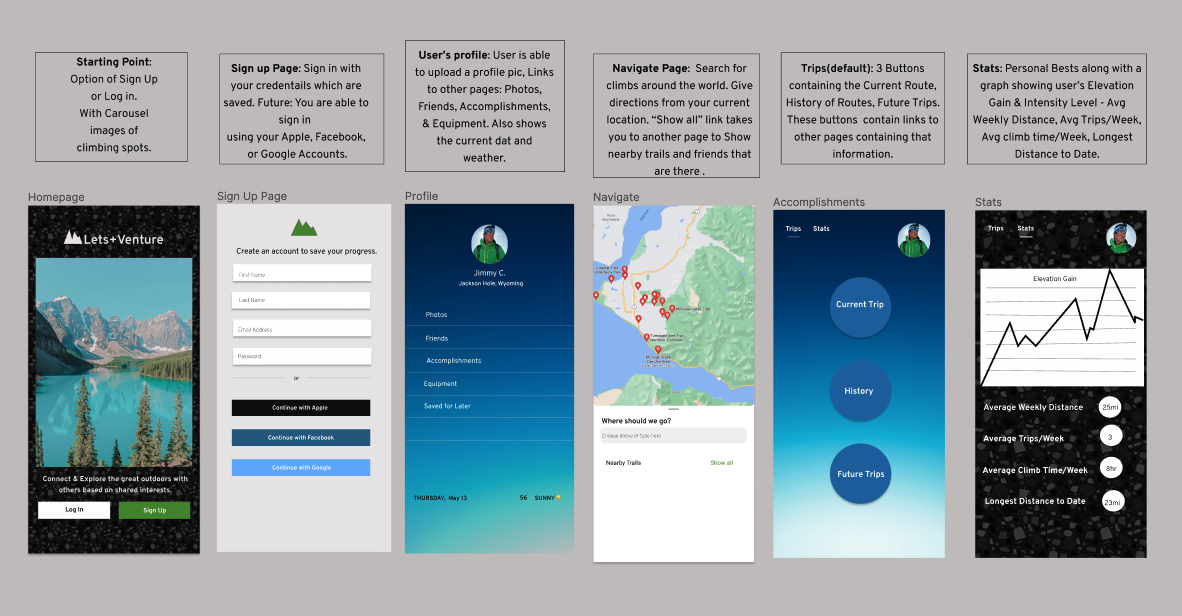 Starting Point:
Option of Sign Up
or Log in.
With Carousel
images of
climbing spots.
Sign up Page: Sign in with
your credentails which are
saved. Future: You are able to
sign in
using your Apple, Facebook,
or Google Accounts.
User's profile: User is able
to upload a profile pic, Links
to other pages: Photos,
Friends, Accomplishments,
& Equipment. Also shows
the current dat and
weather.
Navigate Page: Search for
climbs around the world. Give
directions from your current
location. “Show all” link takes
you to another page to Show
nearby trails and friends that
are there .
Trips(default): 3 Buttons
containing the Current Route,
History of Routes, Future Trips.
These buttons contain links to
other pages containing that
information.
Stats: Personal Bests along with a
graph showing user's Elevation
Gain & Intensity Level - Avg
Weekly Distance, Avg Trips/Week,
Avg climb time/Week, Longest
Distance to Date.
Homepage
Lets+Venture
Connect & Explore the great outdoors with
others based on shared interests.
Log In
Sign Up
Sign Up Page
Create an account to save your progress.
First Name
Last Name
Email Address
Password
or
Continue with Apple
Continue with Facebook
Continue with Google
Profile
Jimmy C.
Jackson Hole, Wyoming
Photos
Friends
Accomplishments
Equipment
Saved for Later
THURSDAY, May 13
56 SUNNY
Navigate
Where should we go?
Choose above or type here
Nearby Trails
Show all
Accomplishments
Trips Stats
Current Trip
History
Future Trips
Stats
Trips Stats
Elevation Gain
Average Weekly Distance 25mi
Average Trips/Week 3
Average Climb Time/Week 8hr
Longest Distance to Date 23mi